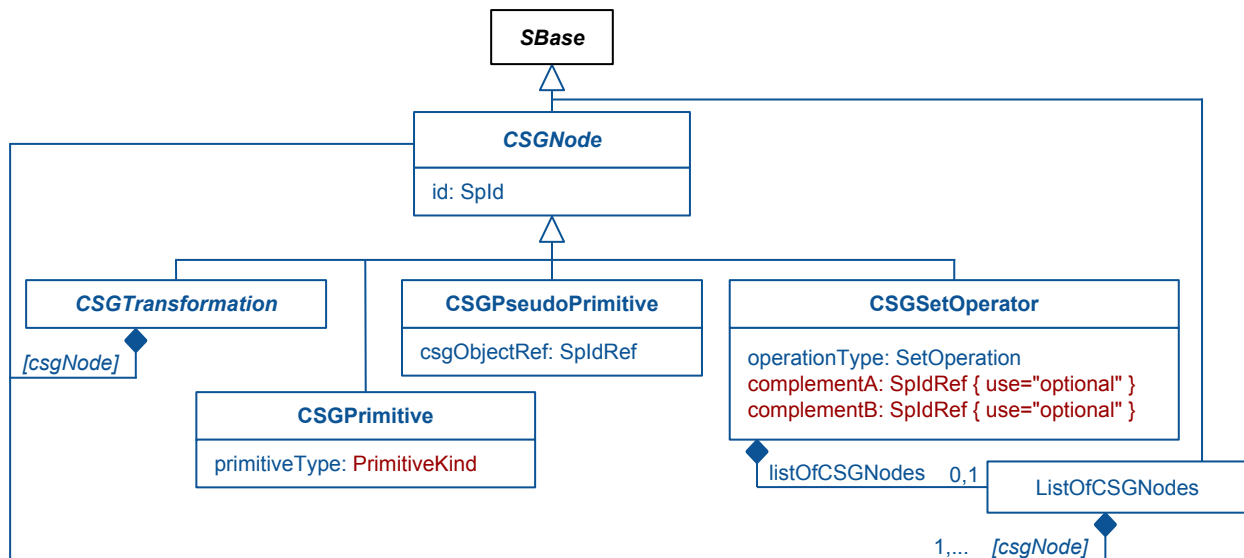 SBase
CSGNode
id: SpId
CSGTransformation
[csgNode]
CSGPseudoPrimitive
csgObjectRef: SpIdRef
CSGSetOperator
operationType: SetOperation
complementA: SpIdRef { use="optional" }
complementB: SpIdRef { use="optional" }
CSGPrimitive
primitiveType: PrimitiveKind
listOfCSGNodes 0,1
ListOfCSGNodes
1,... [csgNode]